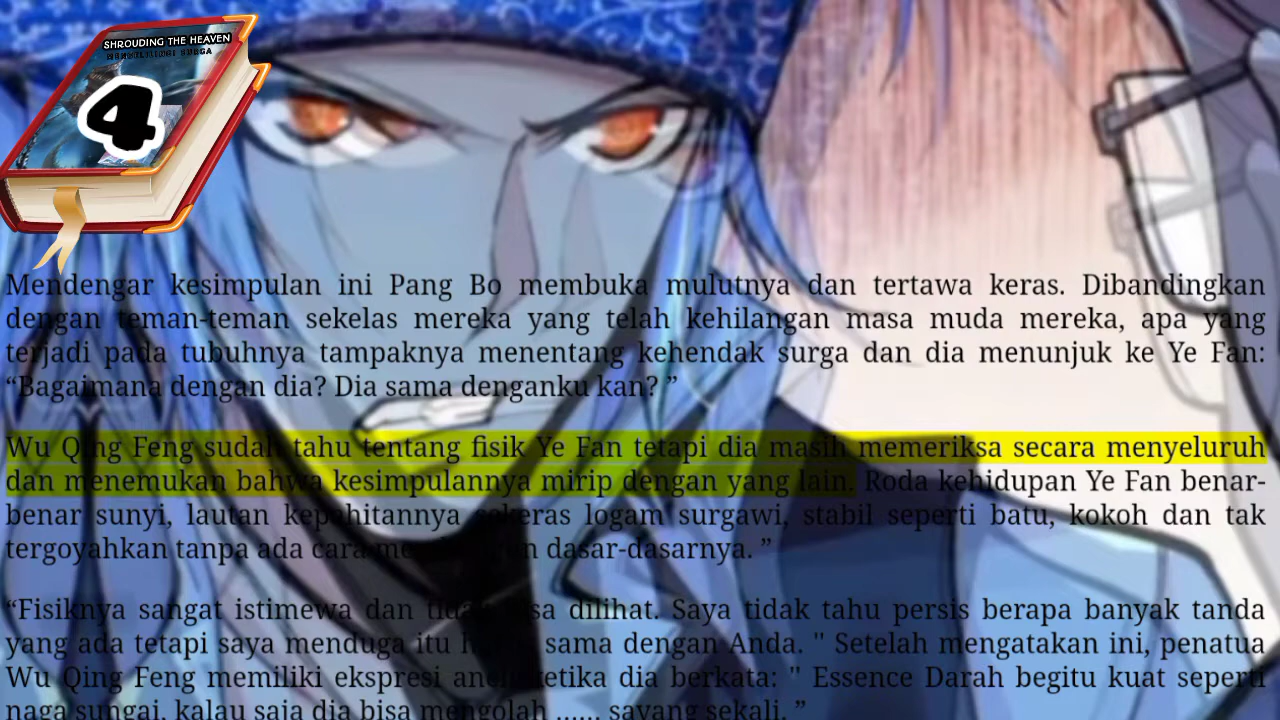 SHROUDING THE HEAVEN
4
Mendengar kesimpulan ini Pang Bo membuka mulutnya dan tertawa keras. Dibandingkan
dengan teman-teman sekelas mereka yang telah kehilangan masa muda mereka, apa yang
terjadi pada tubuhnya tampaknya menentang kehendak surga dan dia menunjuk ke Ye Fan:
“Bagaimana dengan dia? Dia sama denganku kan? ”
Wu Qing Feng sudah tahu tentang fisik Ye Fan tetapi dia masih memeriksa secara menyeluruh
dan menemukan bahwa kesimpulannya mirip dengan yang lain. Roda kehidupan Ye Fan benar-
benar sunyi, lautan kepahitannya sekeras logam surgawi, stabil seperti batu, kokoh dan tak
tergoyahkan tanpa ada cara dasar-dasarnya. ”
“Fisiknya sangat istimewa dan tidak bisa dilihat. Saya tidak tahu persis berapa banyak tanda
yang ada tetapi saya menduga itu sama dengan Anda. " Setelah mengatakan ini, penatua
Wu Qing Feng memiliki ekspresi aneh ketika dia berkata: " Essence Darah begitu kuat seperti
naga sungai, kalau saja dia bisa mengolah ...... sayang sekali. ”